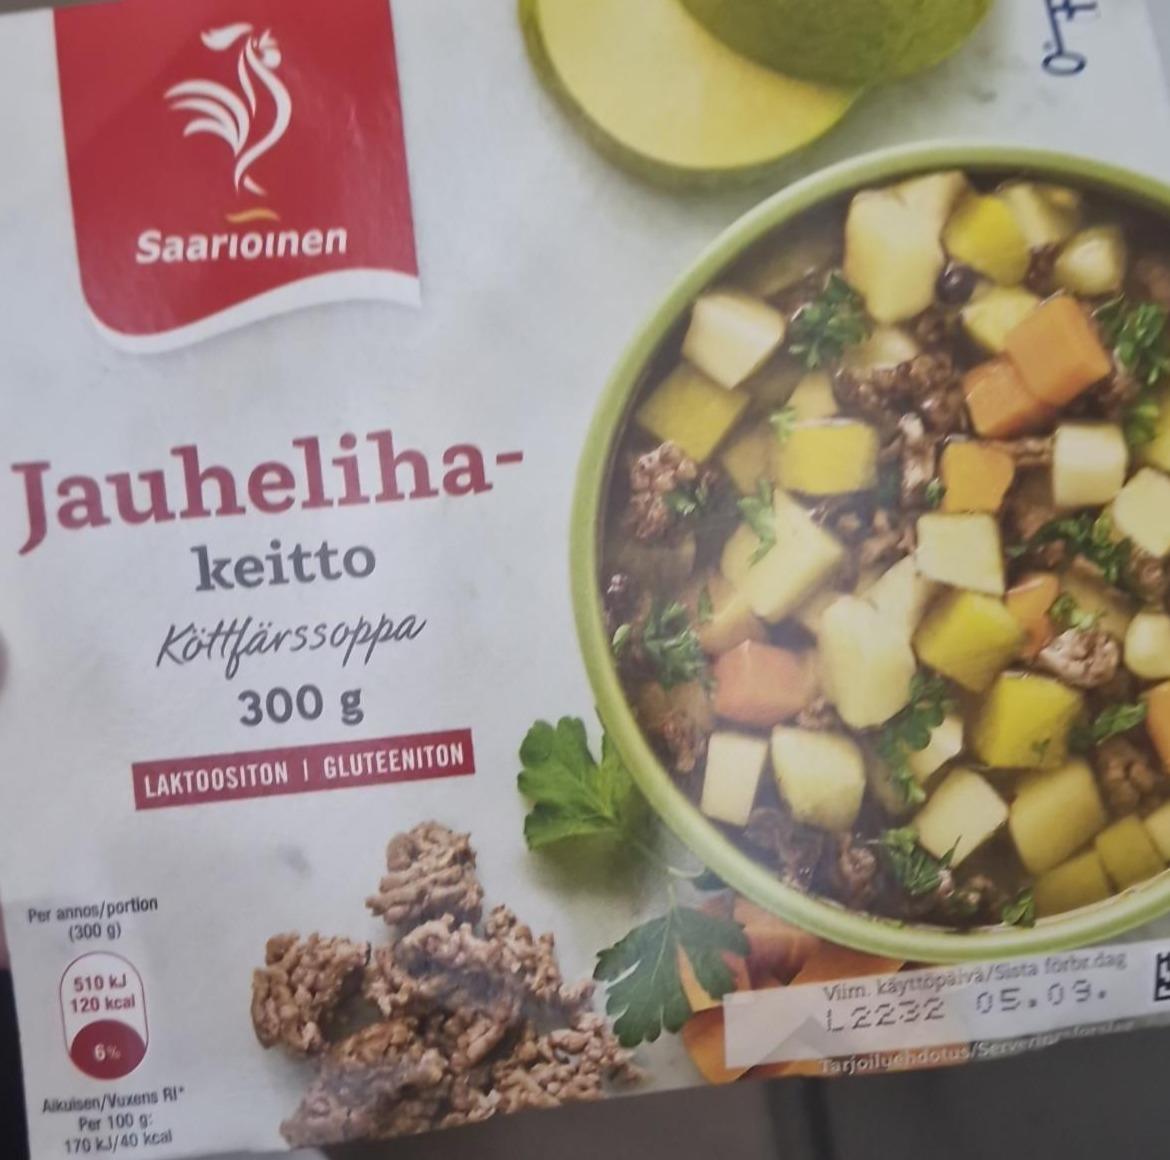 Saarioinen
Jauheliha-
keitto
Köttfärssoppa
300 g
LAKTOOSITON | GLUTEENITON
Per annos/portion
(300 g)
510 kJ
120 kcal
6%
Aikuisen/Vuxens RI*
Per 100 g:
170 kJ/40 kcal
Viim. käyttöpäivä/Sista förbr.dag
L2232 05.09.
Tarjoiluehdotus/Serveringsförslag